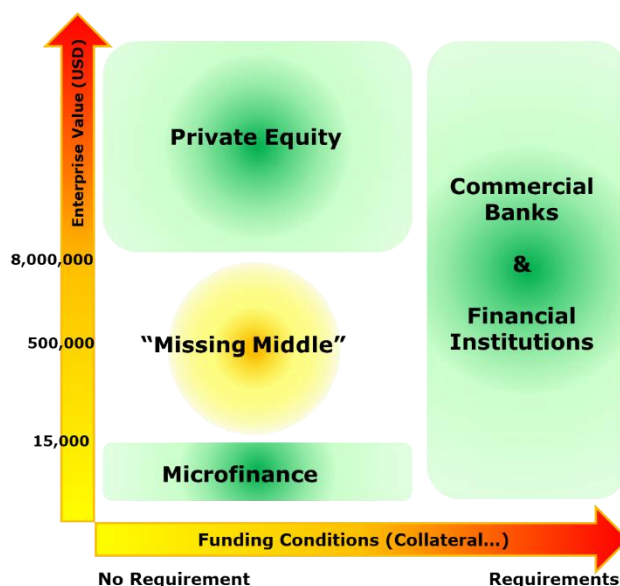 Enterprise Value (USD)
Private Equity
Commercial
Banks
&
Financial
Institutions
8,000,000
500,000
“Missing Middle”
15,000
Microfinance
Funding Conditions (Collateral...)
No Requirement
Requirements